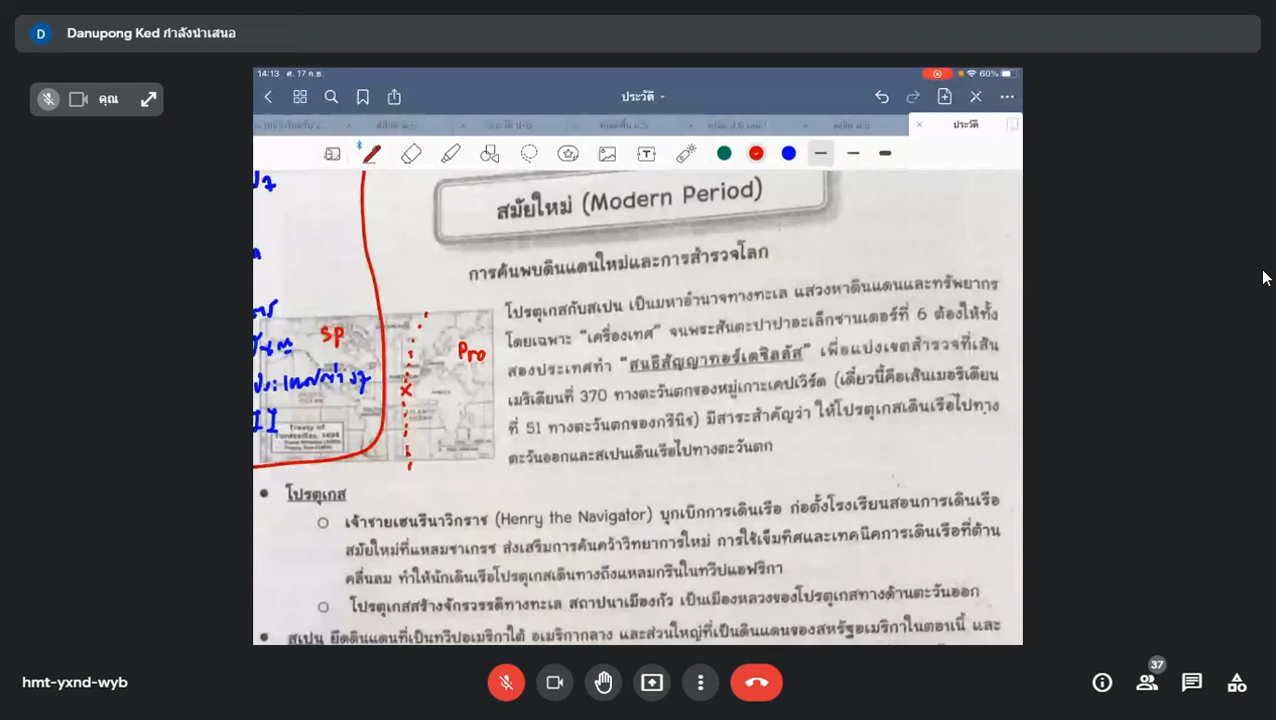 Danupong Ked กำลังนำเสนอ
คุณ
14:13 ศ. 17 ก.ย.
60%
ประวัติ
ประวัติ
สมัยใหม่ (Modern Period)
การค้นพบดินแดนใหม่และการสำรวจโลก
โปรตุเกสกับสเปน เป็นมหาอำนาจทางทะเล แสวงหาดินแดนและทรัพยากร
โดยเฉพาะ "เครื่องเทศ" จนพระสันตะปาปาอะเล็กซานเดอร์ที่ 6 ต้องให้ทั้ง
สองประเทศทำ "สนธิสัญญาทอร์เดซิลลัส" เพื่อแบ่งเขตสำรวจที่เส้น
เมริเดียนที่ 370 ทางตะวันตกของหมู่เกาะเคปเวิร์ด (เดี๋ยวนี้คือเส้นเมอริเดียน
ที่ 51 ทางตะวันตกของกรีนิช) มีสาระสำคัญว่า ให้โปรตุเกสเดินเรือไปทาง
ตะวันออกและสเปนเดินเรือไปทางตะวันตก
SP
Pro
II
Treaty of
Tordesillas, 1494
โปรตุเกส
เจ้าชายเฮนรีนาวิกราช (Henry the Navigator) บุกเบิกการเดินเรือ ก่อตั้งโรงเรียนสอนการเดินเรือ
สมัยใหม่ที่แหลมซาเกรซ ส่งเสริมการค้นคว้าวิทยาการใหม่ การใช้เข็มทิศและเทคนิคการเดินเรือที่ต้าน
คลื่นลม ทำให้นักเดินเรือโปรตุเกสเดินทางถึงแหลมกรีนในทวีปแอฟริกา
โปรตุเกสสร้างจักรวรรดิทางทะเล สถาปนาเมืองกัว เป็นเมืองหลวงของโปรตุเกสทางด้านตะวันออก
สเปน ยึดดินแดนที่เป็นทวีปอเมริกาใต้ อเมริกากลาง และส่วนใหญ่ที่เป็นดินแดนของสหรัฐอเมริกาในตอนนี้ และ
hmt-yxnd-wyb
37